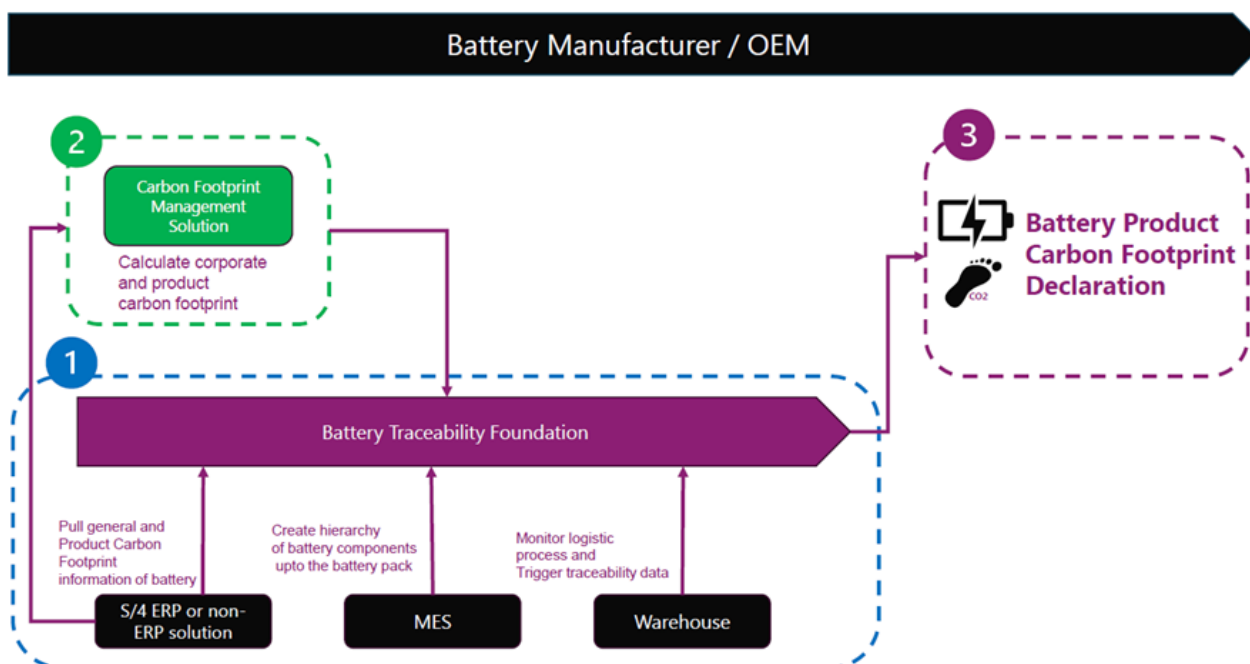 Battery Manufacturer / OEM
2
Carbon Footprint
Management
Solution
Calculate corporate
and product
carbon footprint
3
Battery Product
Carbon Footprint
Declaration
CO2
1
Battery Traceability Foundation
Pull general and
Product Carbon
Footprint
information of battery
Create hierarchy
of battery components
upto the battery pack
Monitor logistic
process and
Trigger traceability data
S/4 ERP or non-
ERP solution
MES
Warehouse